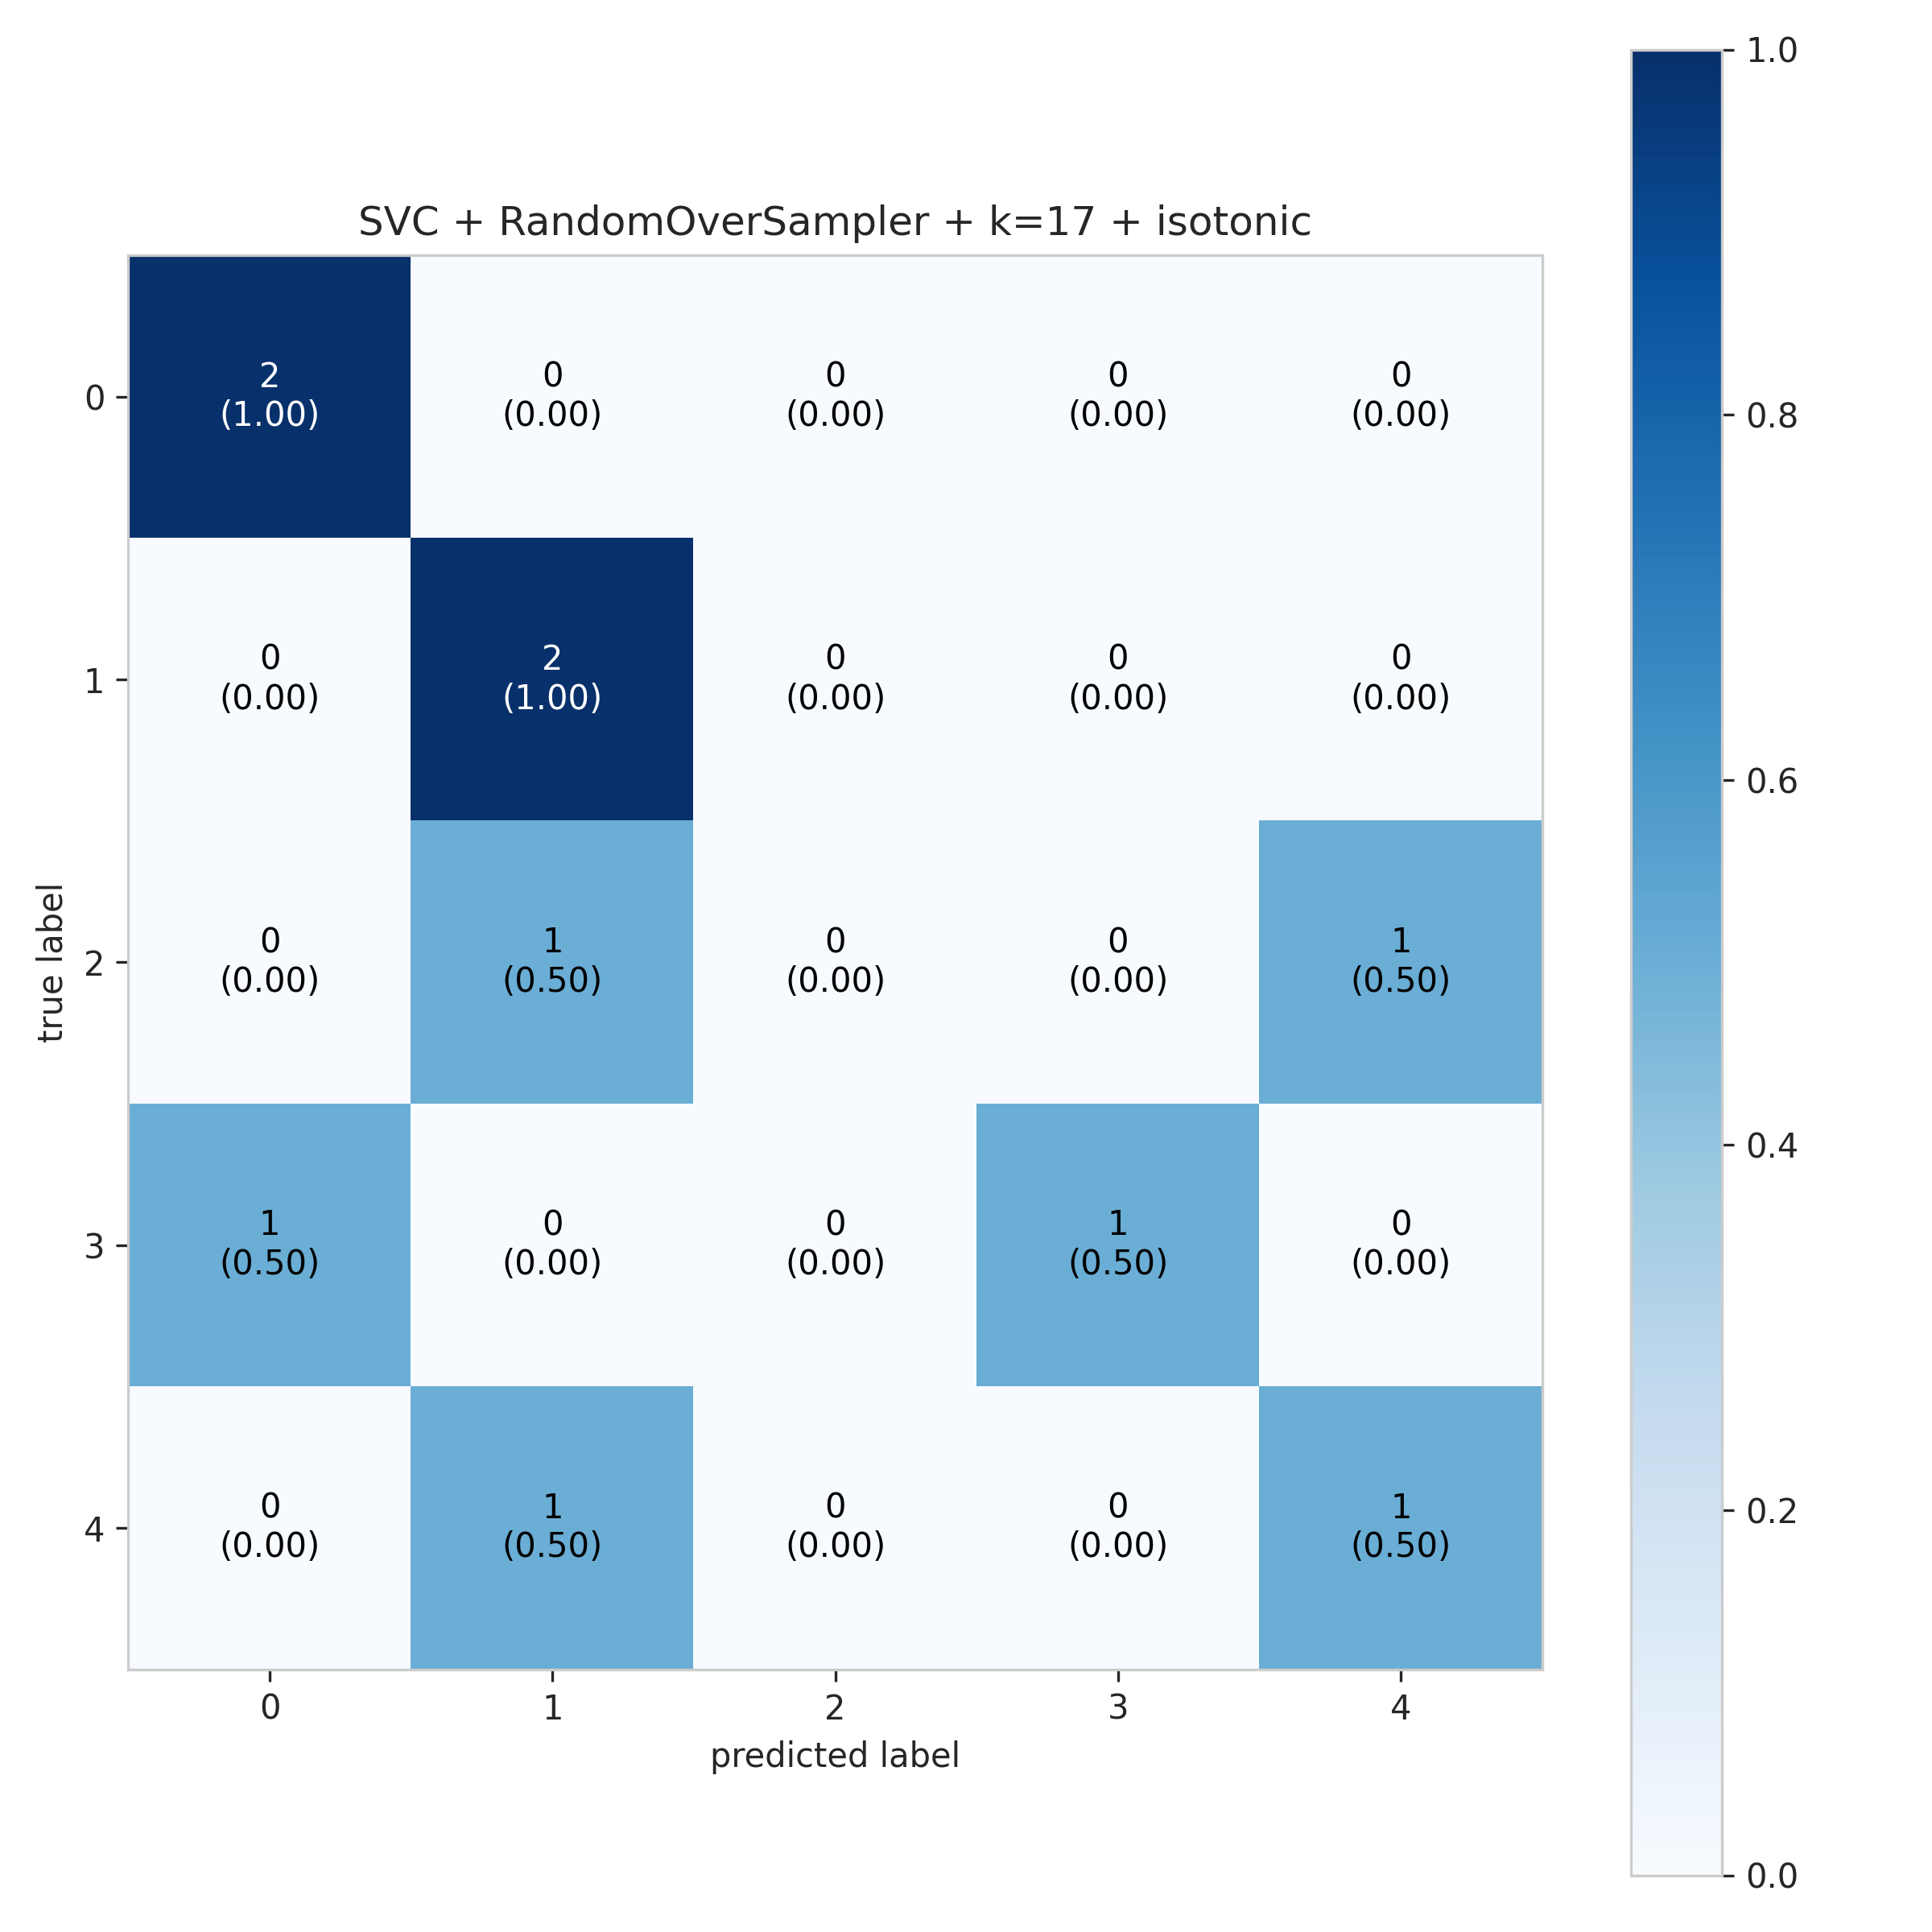 SVC + RandomOverSampler + k=17 + isotonic
1.0
0.8
0.6
0.4
0.2
0.0
true label
0
2 0 0 0 0
(1.00) (0.00) (0.00) (0.00) (0.00)
1
0 2 0 0 0
(0.00) (1.00) (0.00) (0.00) (0.00)
2
0 1 0 0 1
(0.00) (0.50) (0.00) (0.00) (0.50)
3
1 0 0 1 0
(0.50) (0.00) (0.00) (0.50) (0.00)
4
0 1 0 0 1
(0.00) (0.50) (0.00) (0.00) (0.50)
0 1 2 3 4
predicted label